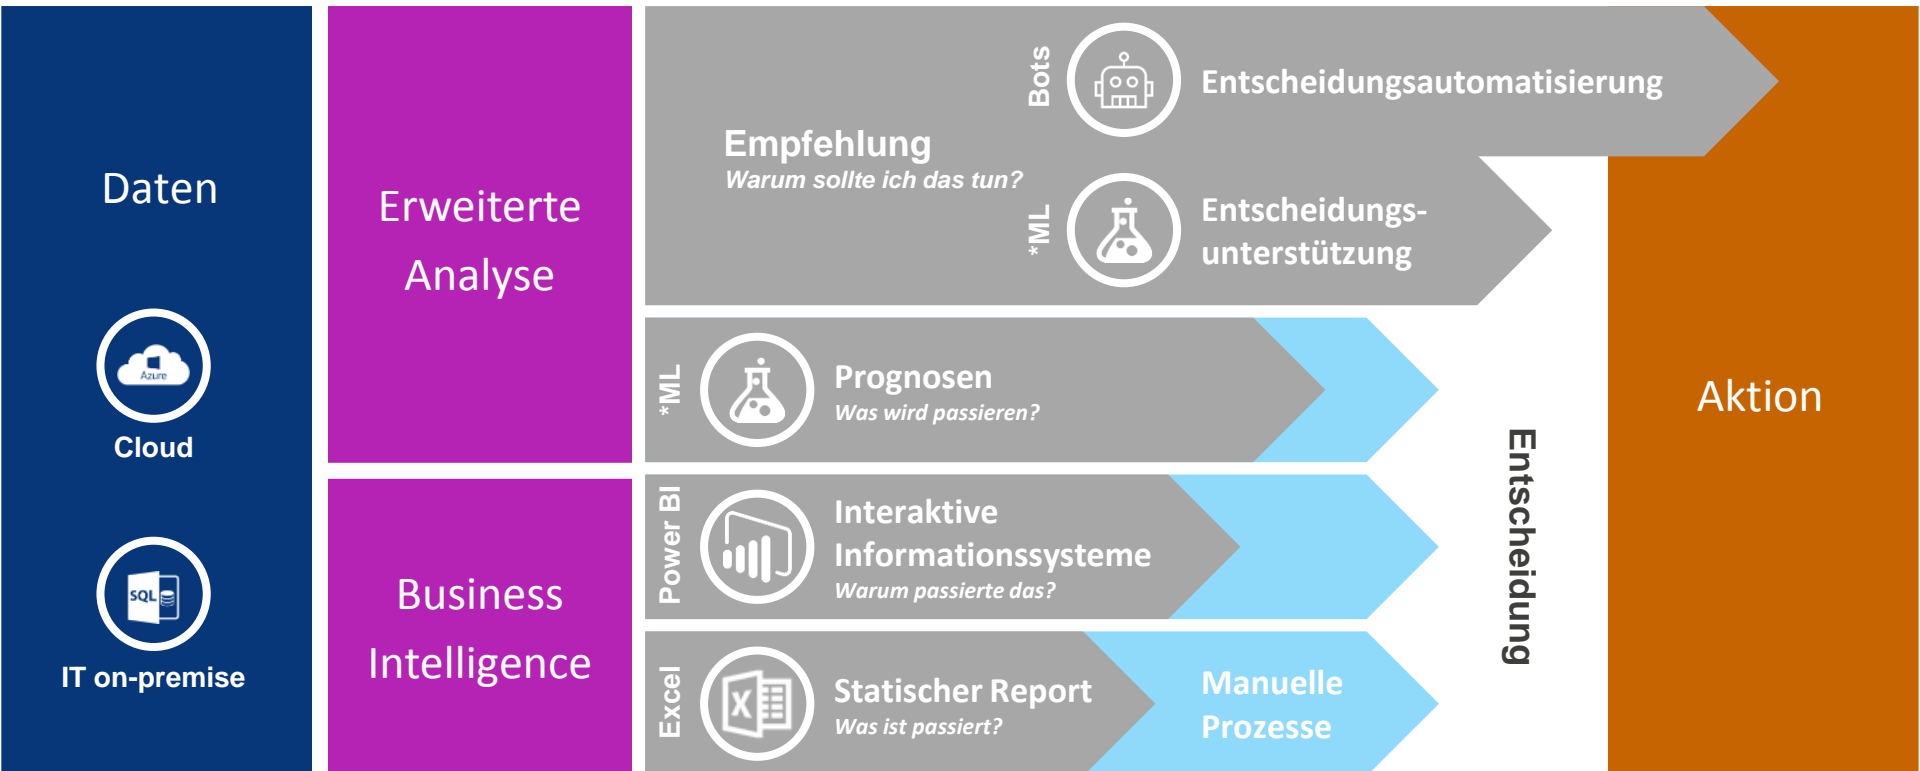 Daten
Azure
Cloud
SQL
IT on-premise
Erweiterte
Analyse
Business
Intelligence
Empfehlung
Warum sollte ich das tun?
Bots
Entscheidungsautomatisierung
*ML
Entscheidungs-
unterstützung
*ML
Prognosen
Was wird passieren?
Power BI
Interaktive
Informationssysteme
Warum passierte das?
Excel
X
Statischer Report
Was ist passiert?
Manuelle
Prozesse
Entscheidung
Aktion